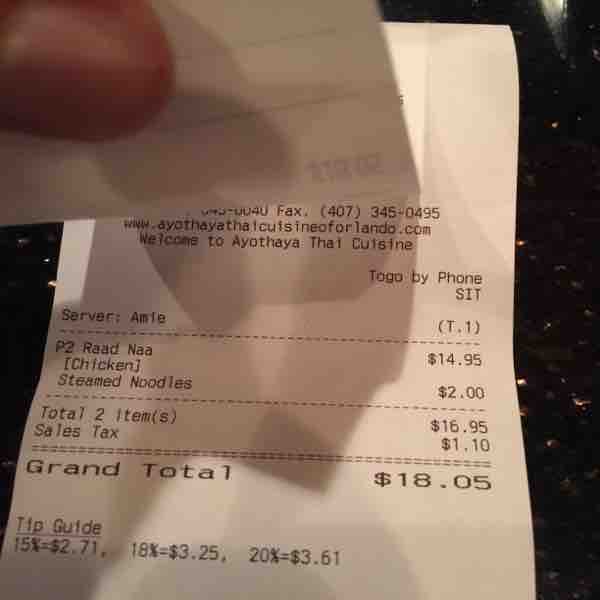 Fax. (407) 345-0495
www.ayothayathaicuisineoforlando.com
Welcome to Ayothaya Thai Cuisine
Togo by Phone
SIT
Server: Amie (T.1)
P2 Raad Naa $14.95
[Chicken]
Steamed Noodles $2.00
Total 2 item(s) $16.95
Sales Tax $1.10
Grand Total $18.05
Tip Guide
15%=$2.71, 18%=$3.25, 20%=$3.61